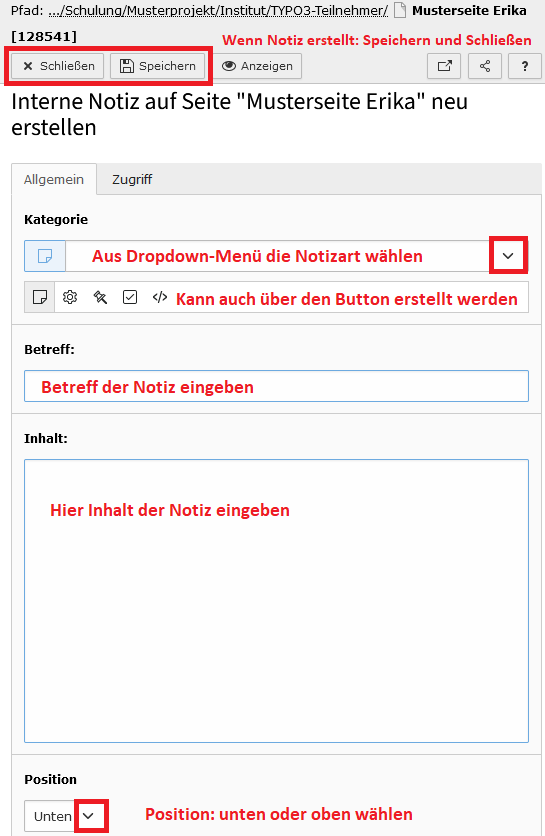 Pfad: .../Schulung/Musterprojekt/Institut/TYPO3-Teilnehmer/ Musterseite Erika
[128541] Wenn Notiz erstellt: Speichern und Schließen
Schließen Speichern Anzeigen ?
Interne Notiz auf Seite "Musterseite Erika" neu
erstellen
Allgemein Zugriff
Kategorie
Aus Dropdown-Menü die Notizart wählen
Kann auch über den Button erstellt werden
Betreff:
Betreff der Notiz eingeben
Inhalt:
Hier Inhalt der Notiz eingeben
Position
Unten Position: unten oder oben wählen